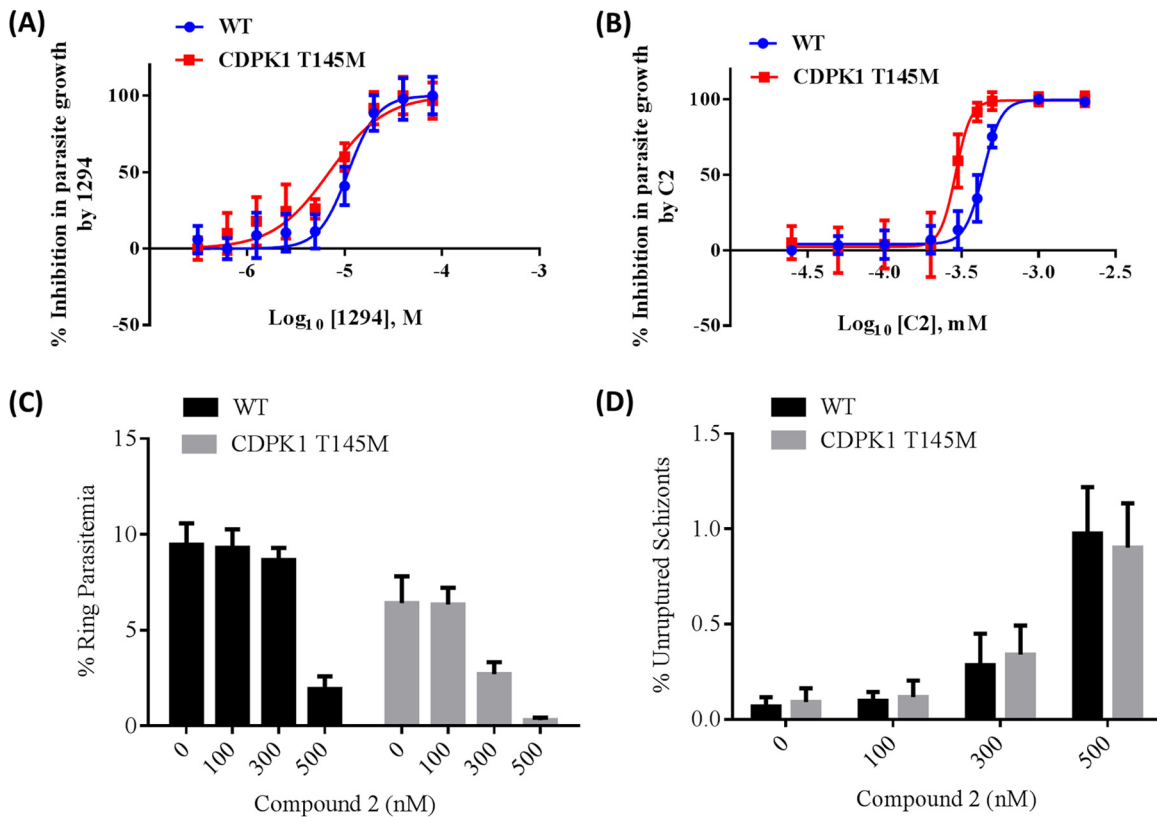 (A)
WT
CDPK1 T145M
% Inhibition in parasite growth
by 1294
100
50
0
-50
-6
-5
-4
-3
Log10 [1294], M
(B)
WT
CDPK1 T145M
% Inhibition in parasite growth
by C2
100
50
0
-50
-4.5
-4.0
-3.5
-3.0
-2.5
Log10 [C2], mM
(C)
WT
CDPK1 T145M
% Ring Parasitemia
15
10
5
0
0
100
300
500
0
100
300
500
Compound 2 (nM)
(D)
WT
CDPK1 T145M
% Unruptured Schizonts
1.5
1.0
0.5
0.0
0
100
300
500
Compound 2 (nM)